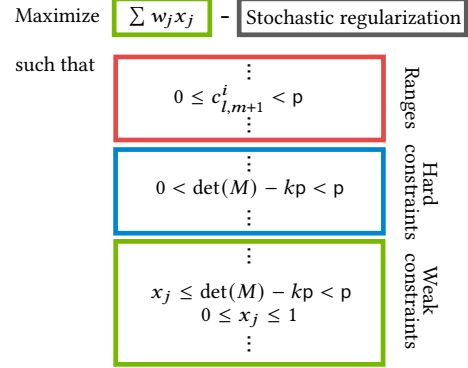 Maximize ∑ w_j x_j - Stochastic regularization
such that
⋮
0 ≤ c^i_{l,m+1} < p
⋮
Ranges
⋮
0 < det(M) − kp < p
⋮
Hard
constraints
⋮
x_j ≤ det(M) − kp < p
0 ≤ x_j ≤ 1
⋮
Weak
constraints